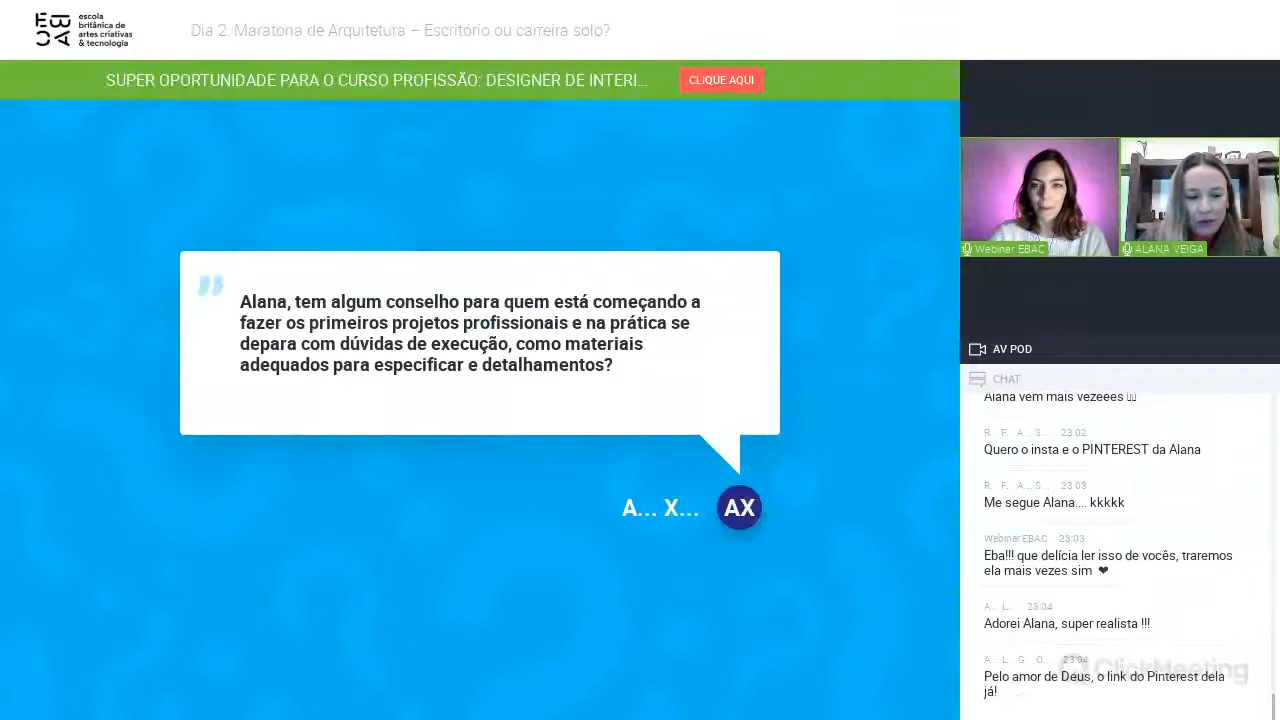 escola
britânica de
artes criativas
& tecnologia
Dia 2. Maratona de Arquitetura – Escritório ou carreira solo?
SUPER OPORTUNIDADE PARA O CURSO PROFISSÃO: DESIGNER DE INTERI...
CLIQUE AQUI
Alana, tem algum conselho para quem está começando a
fazer os primeiros projetos profissionais e na prática se
depara com dúvidas de execução, como materiais
adequados para especificar e detalhamentos?
A... X...
AX
Webinar EBAC
ALANA VEIGA
AV POD
CHAT
Alana vem mais vezeees
R. F. A... S... 23:02
Quero o insta e o PINTEREST da Alana
R. F. A... S... 23:03
Me segue Alana.... kkkkk
Webinar EBAC 23:03
Eba!!! que delícia ler isso de vocês, traremos
ela mais vezes sim ❤
A... L... 23:04
Adorei Alana, super realista !!!
A... L... G... O... 23:04
ClickMeeting
Pelo amor de Deus, o link do Pinterest dela
já!